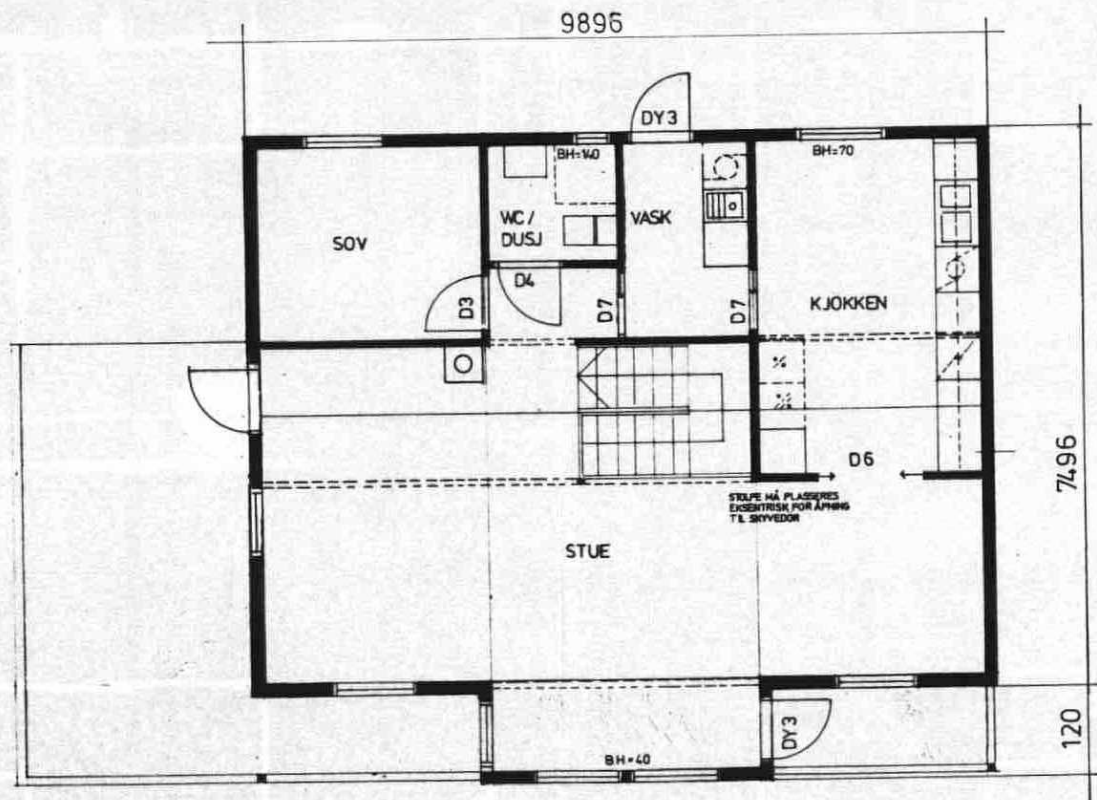 9896
DY3
BH=140
BH=70
WC /
DUSJ
VASK
SOV
D4
D3
D7
D7
KJØKKEN
D6
7496
STOLPE MÅ PLASSERES
EKSENTRISK FOR ÅPNING
TIL SKYVEDØR
STUE
DY3
120
BH=40